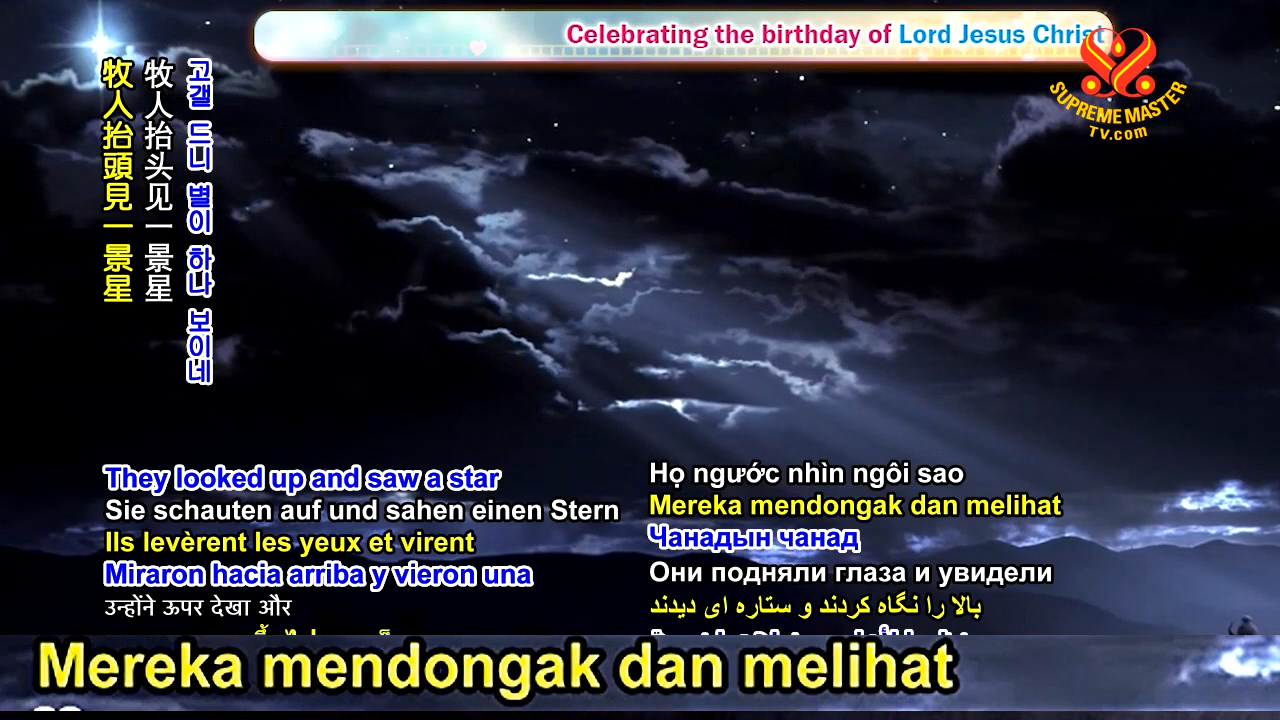 Celebrating the birthday of Lord Jesus Christ
SUPREME MASTER
TV.com
牧人抬頭見一景星
牧人抬头见一景星
고갤 드니 별이 하나 보이네
They looked up and saw a star
Sie schauten auf und sahen einen Stern
Ils levèrent les yeux et virent
Miraron hacia arriba y vieron una
उन्होंने ऊपर देखा और
Họ ngước nhìn ngôi sao
Mereka mendongak dan melihat
Чанадын чанад
Они подняли глаза и увидели
بالا را نگاه کردند و ستاره ای دیدند
Mereka mendongak dan melihat